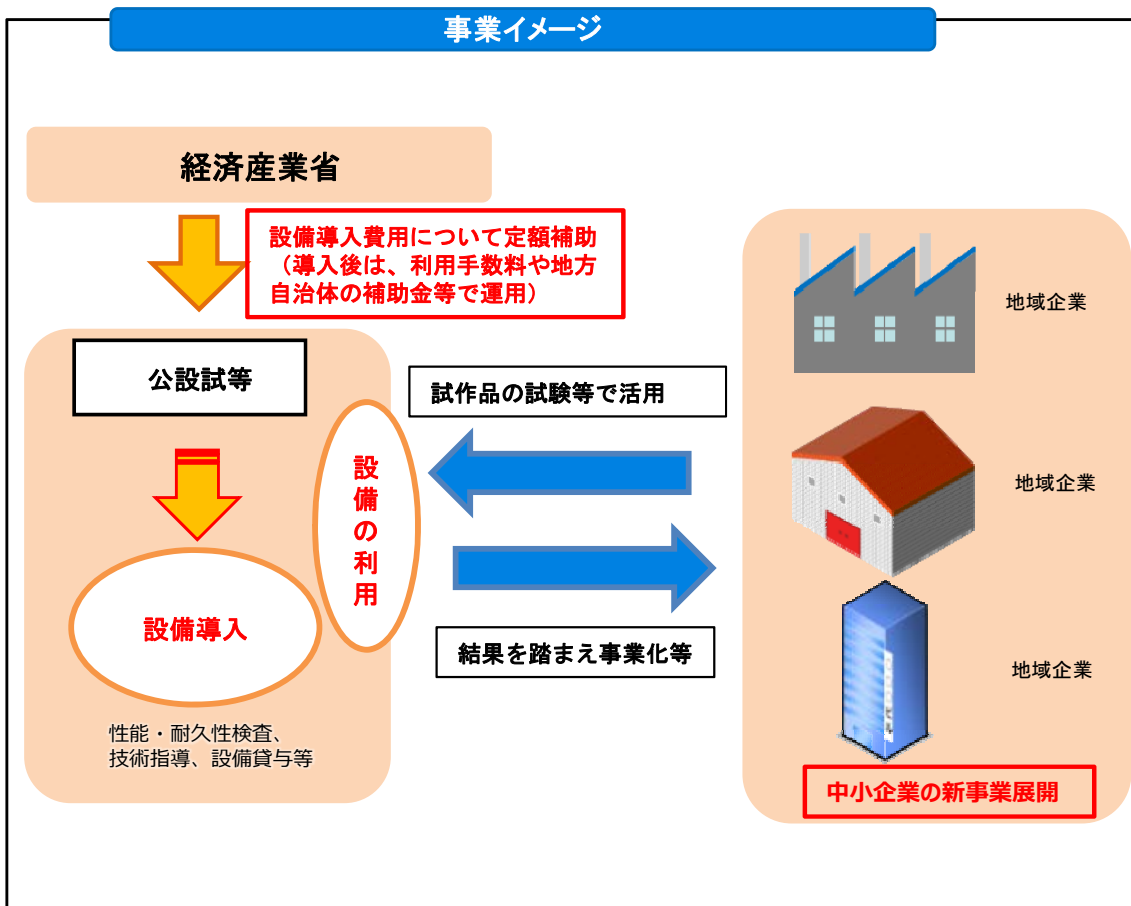 事業イメージ
経済産業省
設備導入費用について定額補助
（導入後は、利用手数料や地方
自治体の補助金等で運用）
公設試等
設備導入
性能・耐久性検査、
技術指導、設備貸与等
設備の利用
試作品の試験等で活用
結果を踏まえ事業化等
地域企業
地域企業
地域企業
中小企業の新事業展開